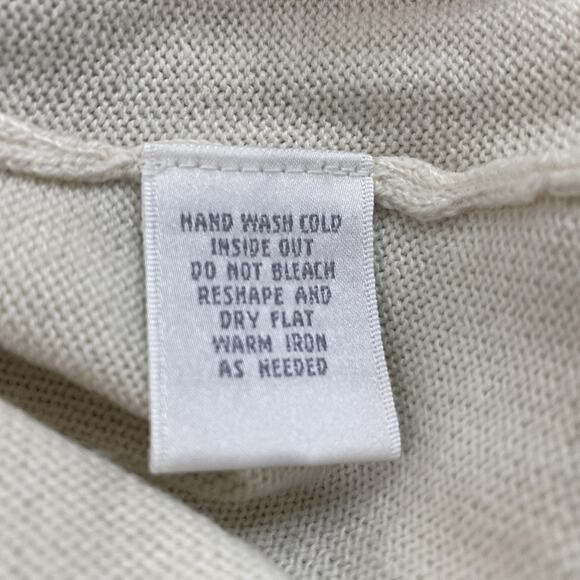 HAND WASH COLD
INSIDE OUT
DO NOT BLEACH
RESHAPE AND
DRY FLAT
WARM IRON
AS NEEDED